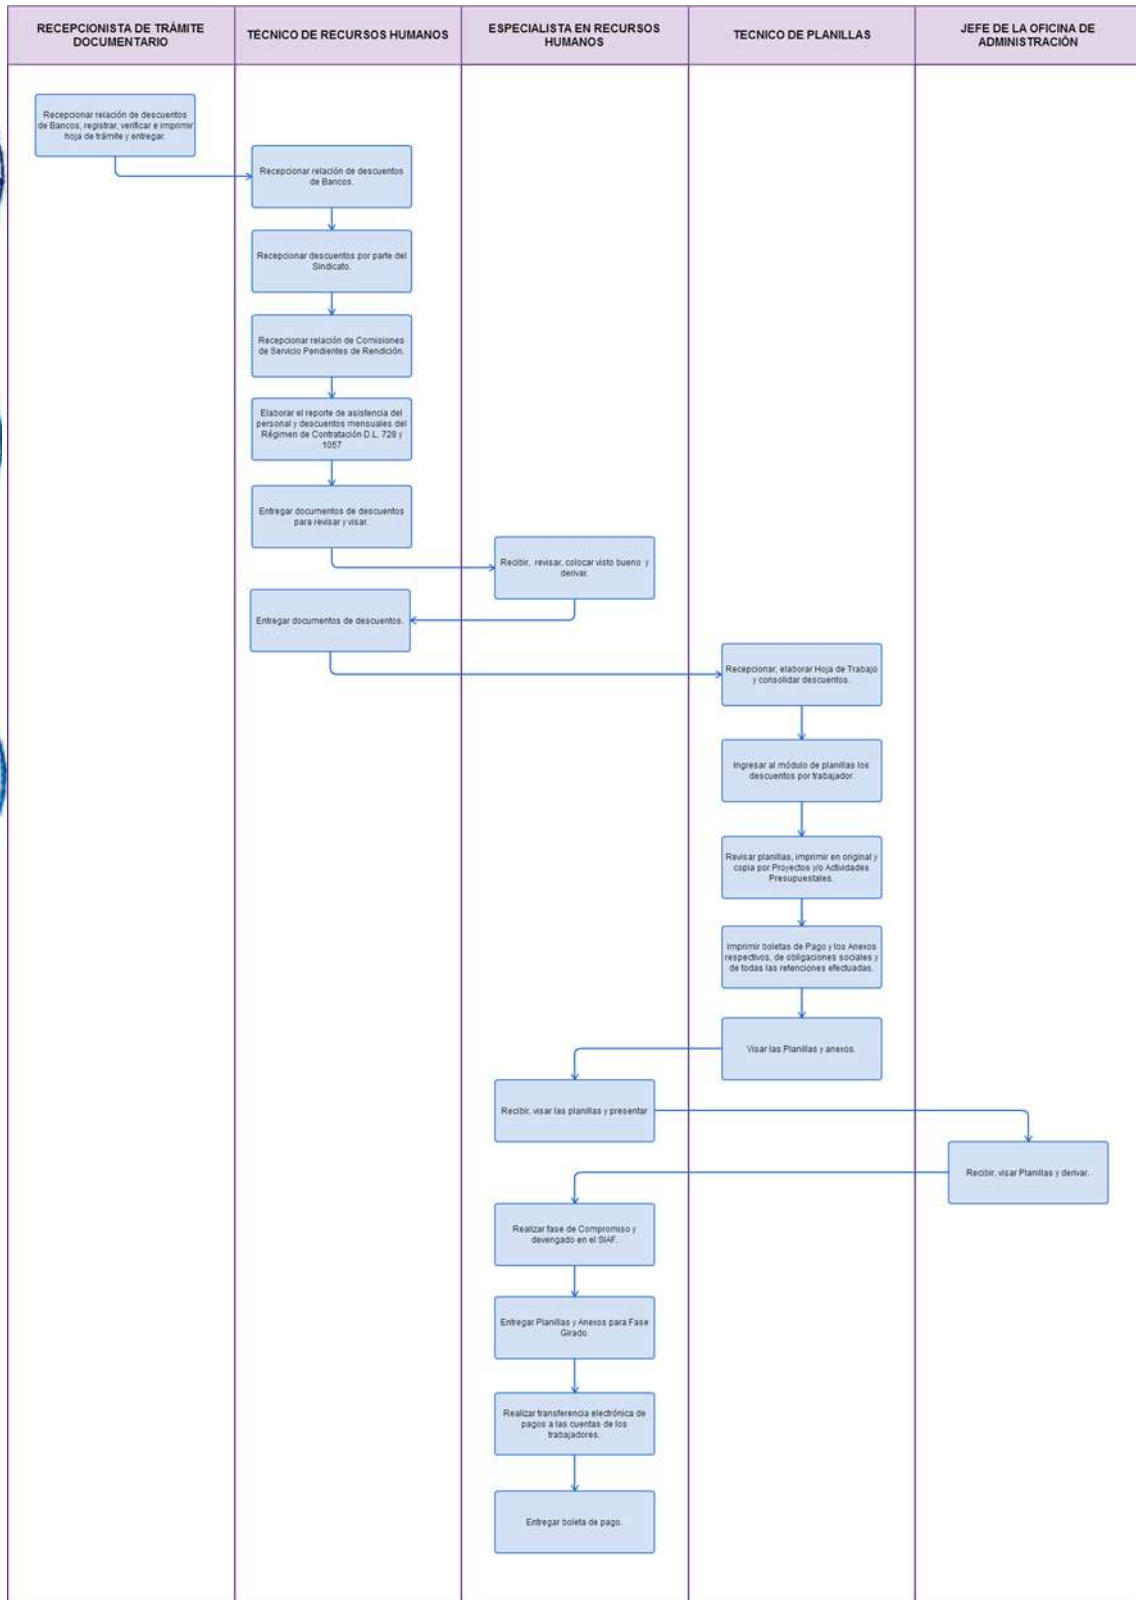 RECEPCIONISTA DE TRÁMITE
DOCUMENTARIO
TÉCNICO DE RECURSOS HUMANOS
ESPECIALISTA EN RECURSOS
HUMANOS
TECNICO DE PLANILLAS
JEFE DE LA OFICINA DE
ADMINISTRACIÓN
Recepcionar relación de descuentos
de Bancos, registrar, verificar e imprimir
hoja de trámite y entregar.
Recepcionar relación de descuentos
de Bancos.
Recepcionar descuentos por parte del
Sindicato.
Recepcionar relación de Comisiones
de Servicio Pendientes de Rendición.
Elaborar el reporte de asistencia del
personal y descuentos mensuales del
Régimen de Contratación D.L. 728 y
1057
Entregar documentos de descuentos
para revisar y visar.
Recibir, revisar, colocar visto bueno y
derivar.
Entregar documentos de descuentos.
Recepcionar, elaborar Hoja de Trabajo
y consolidar descuentos.
Ingresar al módulo de planillas los
descuentos por trabajador.
Revisar planillas, imprimir en original y
copia por Proyectos y/o Actividades
Presupuestales.
Imprimir boletas de Pago y los Anexos
respectivos, de obligaciones sociales y
de todas las retenciones efectuadas.
Visar las Planillas y anexos.
Recibir, visar las planillas y presentar
Recibir, visar Planillas y derivar.
Realizar fase de Compromiso y
devengado en el SIAF.
Entregar Planillas y Anexos para Fase
Girado.
Realizar transferencia electrónica de
pagos a las cuentas de los
trabajadores.
Entregar boleta de pago.